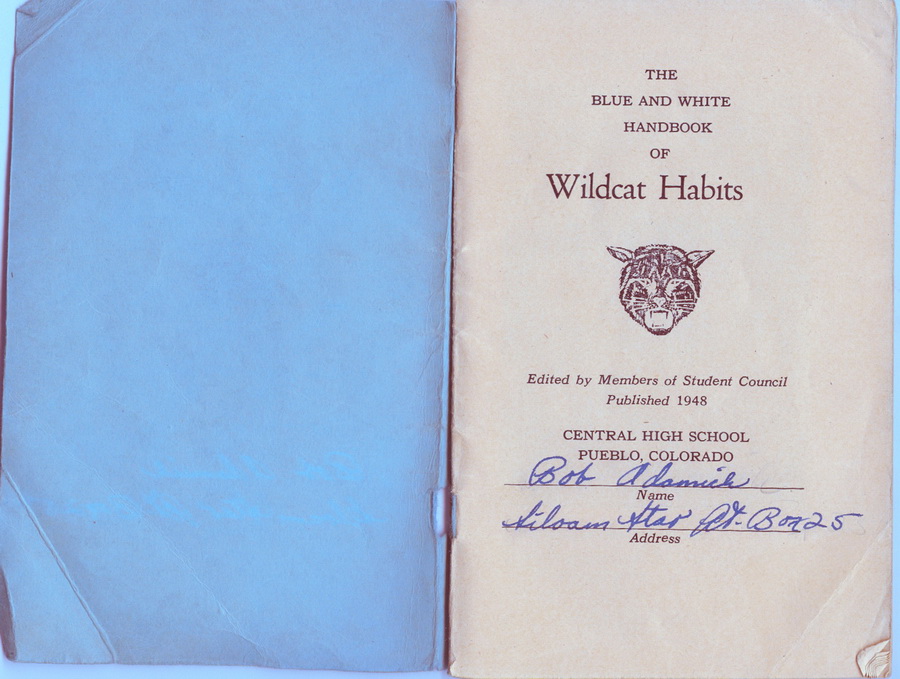 THE
BLUE AND WHITE
HANDBOOK
OF
Wildcat Habits
Edited by Members of Student Council
Published 1948
CENTRAL HIGH SCHOOL
PUEBLO, COLORADO
Bob Adamich
Name
Siloam Star Rt- Box 25
Address